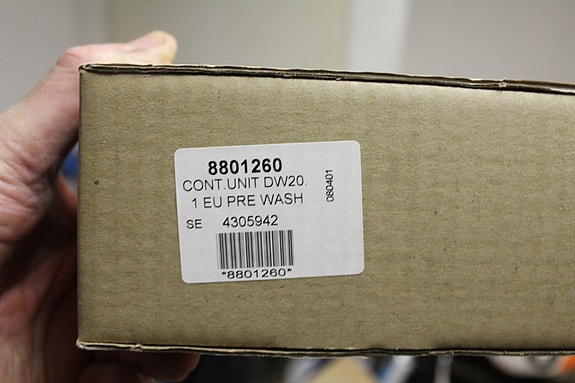 8801260
CONT.UNIT DW20.
1 EU PRE WASH
080401
SE 4305942
*8801260*